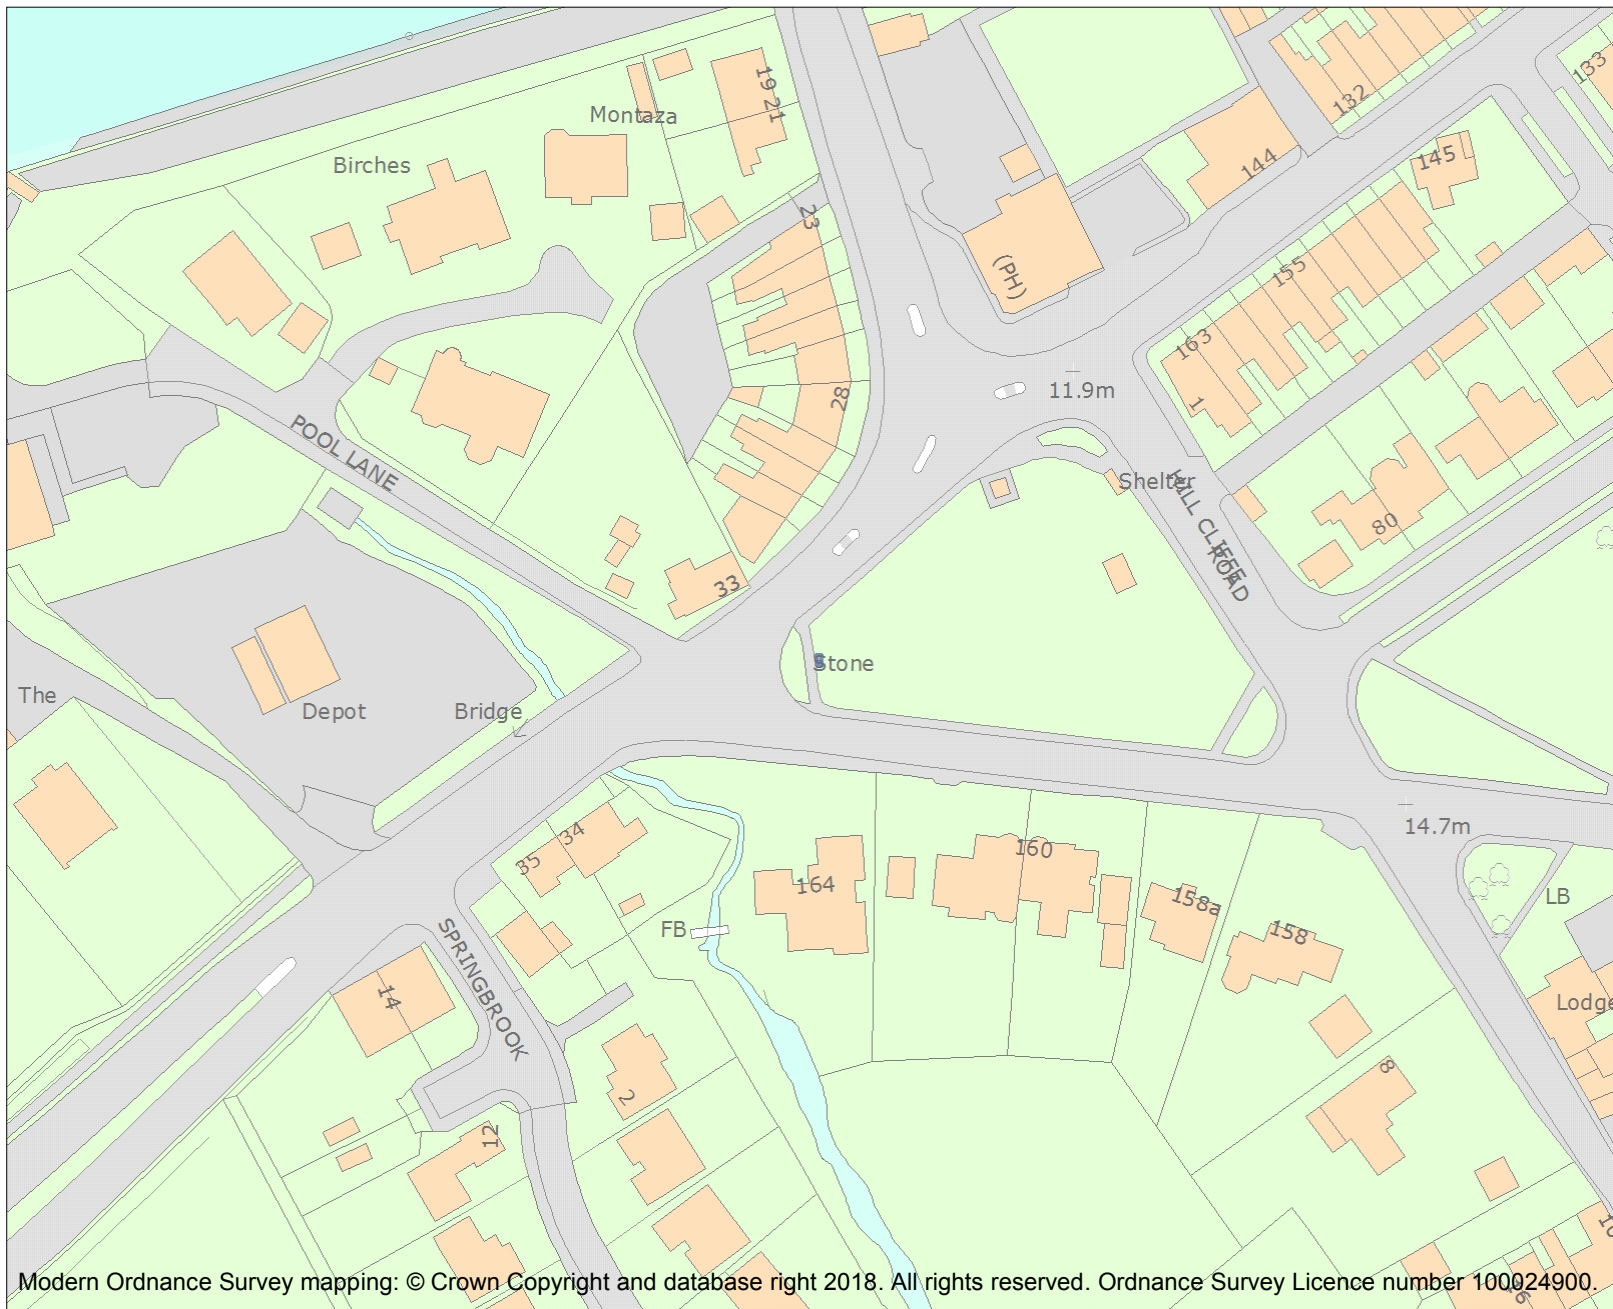 19 21
133
132
Montaza
Birches
144
145
23
(PH)
155
163
11.9m
28
1
POOL LANE
Shelter
HILL CLIFFE
ROAD
80
33
Stone
The
Depot
Bridge
14.7m
34
35
160
164
158a
LB
158
FB
SPRINGBROOK
14
Lodge
8
2
12
16
Modern Ordnance Survey mapping: © Crown Copyright and database right 2018. All rights reserved. Ordnance Survey Licence number 100024900.